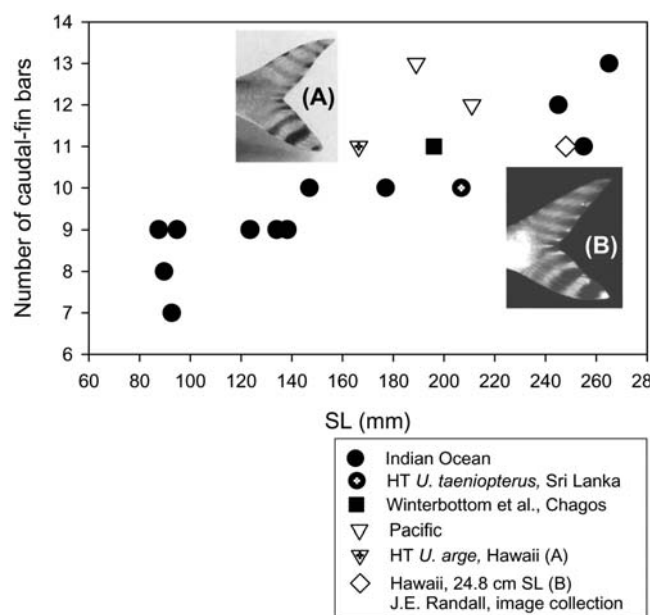 Number of caudal-fin bars
14
13
12
11
10
9
8
7
6
(A)
(B)
60 80 100 120 140 160 180 200 220 240 260 28
SL (mm)
Indian Ocean
HT U. taeniopterus, Sri Lanka
Winterbottom et al., Chagos
Pacific
HT U. arge, Hawaii (A)
Hawaii, 24.8 cm SL (B)
J.E. Randall, image collection